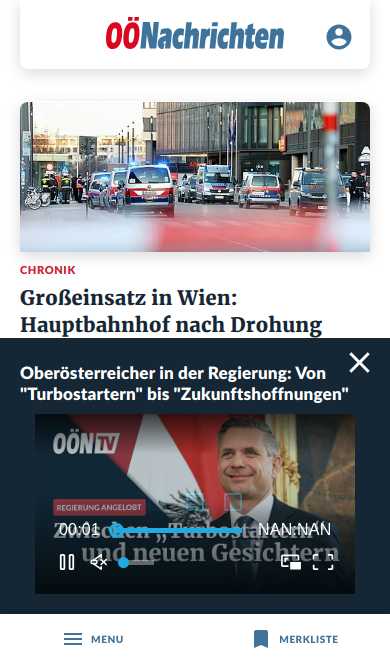 OÖNachrichten
CHRONIK
Großeinsatz in Wien:
Hauptbahnhof nach Drohung
Oberösterreicher in der Regierung: Von
"Turbostartern" bis "Zukunftshoffnungen"
OÖN TV
REGIERUNG ANGELOBT
Zwischen „Turbostartern“
und neuen Gesichtern
00:01
NAN:NAN
MENU
MERKLISTE